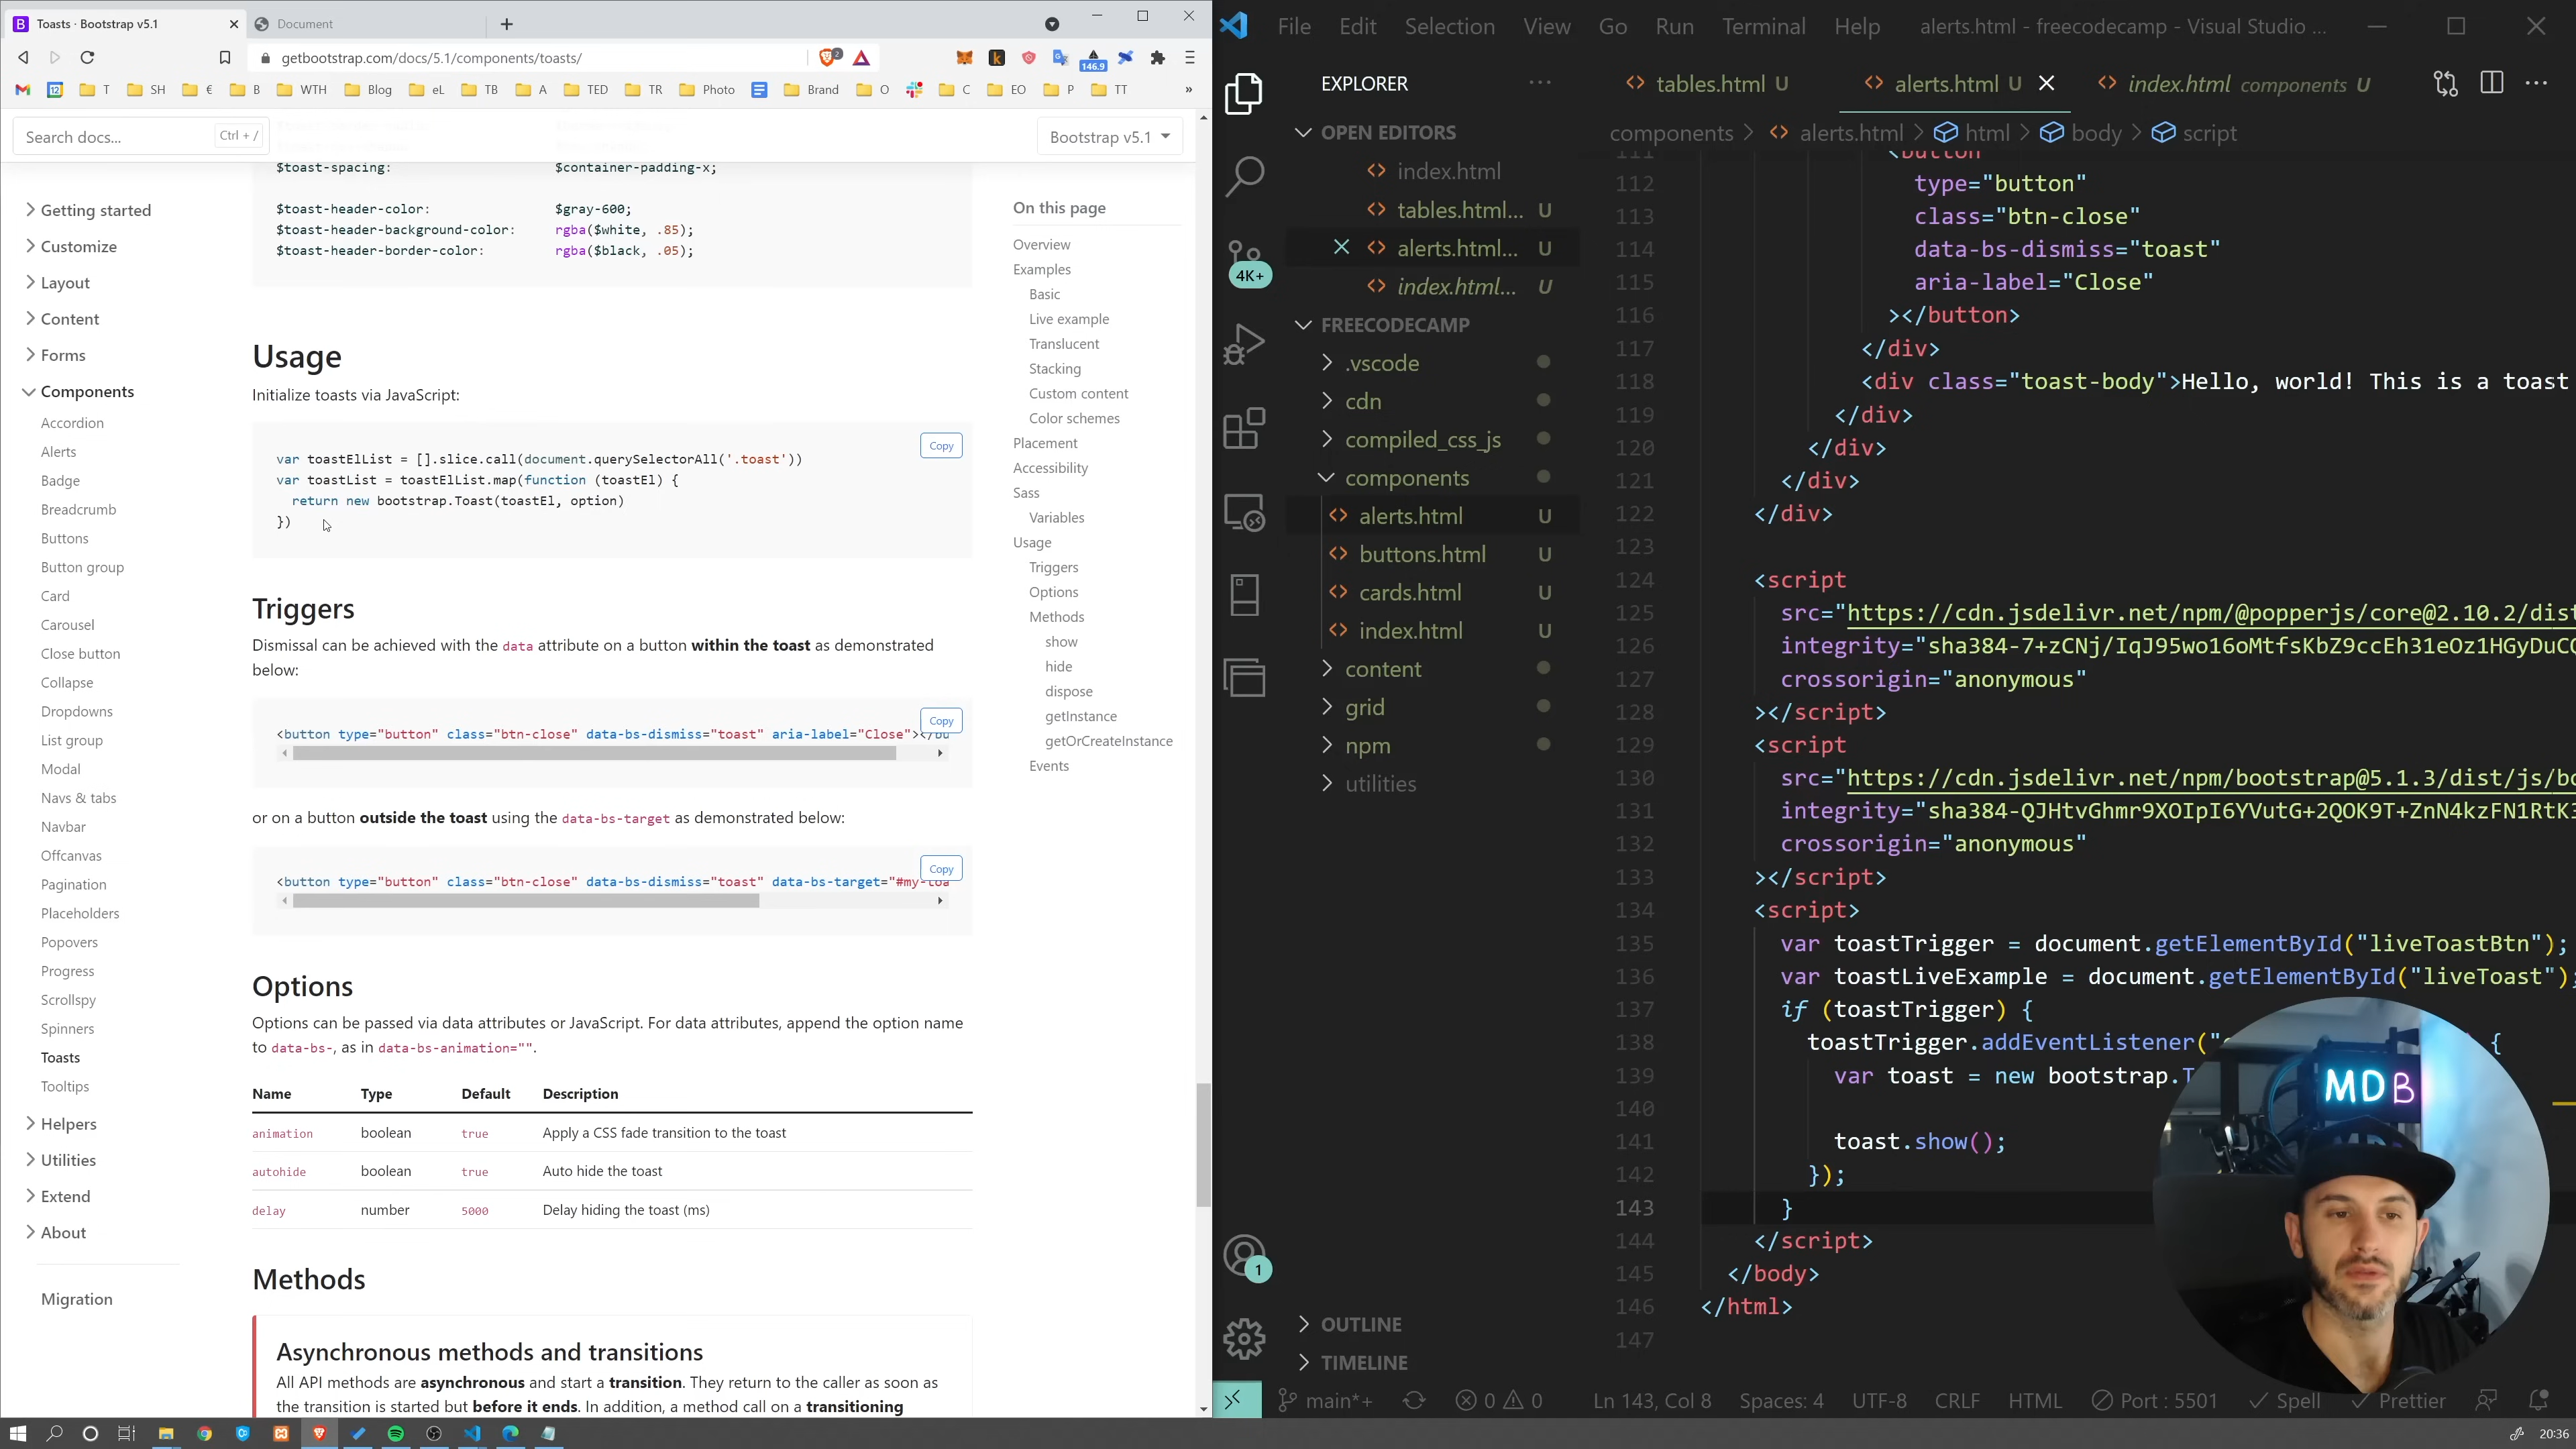 Toasts · Bootstrap v5.1
Document
getbootstrap.com/docs/5.1/components/toasts/
2
146.9
12
T
SH
€
B
WTH
Blog
eL
TB
A
TED
TR
Photo
Brand
O
C
EO
P
TT
»
Search docs...
Ctrl + /
Bootstrap v5.1
Getting started
Customize
Layout
Content
Forms
Components
Accordion
Alerts
Badge
Breadcrumb
Buttons
Button group
Card
Carousel
Close button
Collapse
Dropdowns
List group
Modal
Navs & tabs
Navbar
Offcanvas
Pagination
Placeholders
Popovers
Progress
Scrollspy
Spinners
Toasts
Tooltips
Helpers
Utilities
Extend
About
Migration
$toast-spacing: $container-padding-x;
$toast-header-color: $gray-600;
$toast-header-background-color: rgba($white, .85);
$toast-header-border-color: rgba($black, .05);
Usage
Initialize toasts via JavaScript:
Copy
var toastElList = [].slice.call(document.querySelectorAll('.toast'))
var toastList = toastElList.map(function (toastEl) {
return new bootstrap.Toast(toastEl, option)
})
Triggers
Dismissal can be achieved with the data attribute on a button within the toast as demonstrated
below:
Copy
<button type="button" class="btn-close" data-bs-dismiss="toast" aria-label="Close"></bu
or on a button outside the toast using the data-bs-target as demonstrated below:
Copy
<button type="button" class="btn-close" data-bs-dismiss="toast" data-bs-target="#my-toa
Options
Options can be passed via data attributes or JavaScript. For data attributes, append the option name
to data-bs-, as in data-bs-animation="".
Name Type Default Description
animation boolean true Apply a CSS fade transition to the toast
autohide boolean true Auto hide the toast
delay number 5000 Delay hiding the toast (ms)
Methods
Asynchronous methods and transitions
All API methods are asynchronous and start a transition. They return to the caller as soon as
the transition is started but before it ends. In addition, a method call on a transitioning
On this page
Overview
Examples
Basic
Live example
Translucent
Stacking
Custom content
Color schemes
Placement
Accessibility
Sass
Variables
Usage
Triggers
Options
Methods
show
hide
dispose
getInstance
getOrCreateInstance
Events
File Edit Selection View Go Run Terminal Help
alerts.html - freecodecamp - Visual Studio ...
EXPLORER
OPEN EDITORS
index.html
tables.html... U
alerts.html... U
index.html... U
FREECODECAMP
.vscode
cdn
compiled_css_js
components
alerts.html U
buttons.html U
cards.html U
index.html U
content
grid
npm
utilities
OUTLINE
TIMELINE
4K+
1
tables.html U
alerts.html U
index.html components U
components > alerts.html > html > body > script
111 <button
112 type="button"
113 class="btn-close"
114 data-bs-dismiss="toast"
115 aria-label="Close"
116 ></button>
117 </div>
118 <div class="toast-body">Hello, world! This is a toast
119 </div>
120 </div>
121 </div>
122 </div>
123
124 <script
125 src="https://cdn.jsdelivr.net/npm/@popperjs/core@2.10.2/dist
126 integrity="sha384-7+zCNj/IqJ95wo16oMtfsKbZ9ccEh31eOz1HGyDuCQ
127 crossorigin="anonymous"
128 ></script>
129 <script
130 src="https://cdn.jsdelivr.net/npm/bootstrap@5.1.3/dist/js/bo
131 integrity="sha384-QJHtvGhmr9XOIpI6YVutG+2QOK9T+ZnN4kzFN1RtK3
132 crossorigin="anonymous"
133 ></script>
134 <script>
135 var toastTrigger = document.getElementById("liveToastBtn");
136 var toastLiveExample = document.getElementById("liveToast");
137 if (toastTrigger) {
138 toastTrigger.addEventListener(" {
139 var toast = new bootstrap.T
140
141 toast.show();
142 });
143 }
144 </script>
145 </body>
146 </html>
147
MDB
main*+
0 0
Ln 143, Col 8
Spaces: 4
UTF-8
CRLF
HTML
Port : 5501
Spell
Prettier
20:36